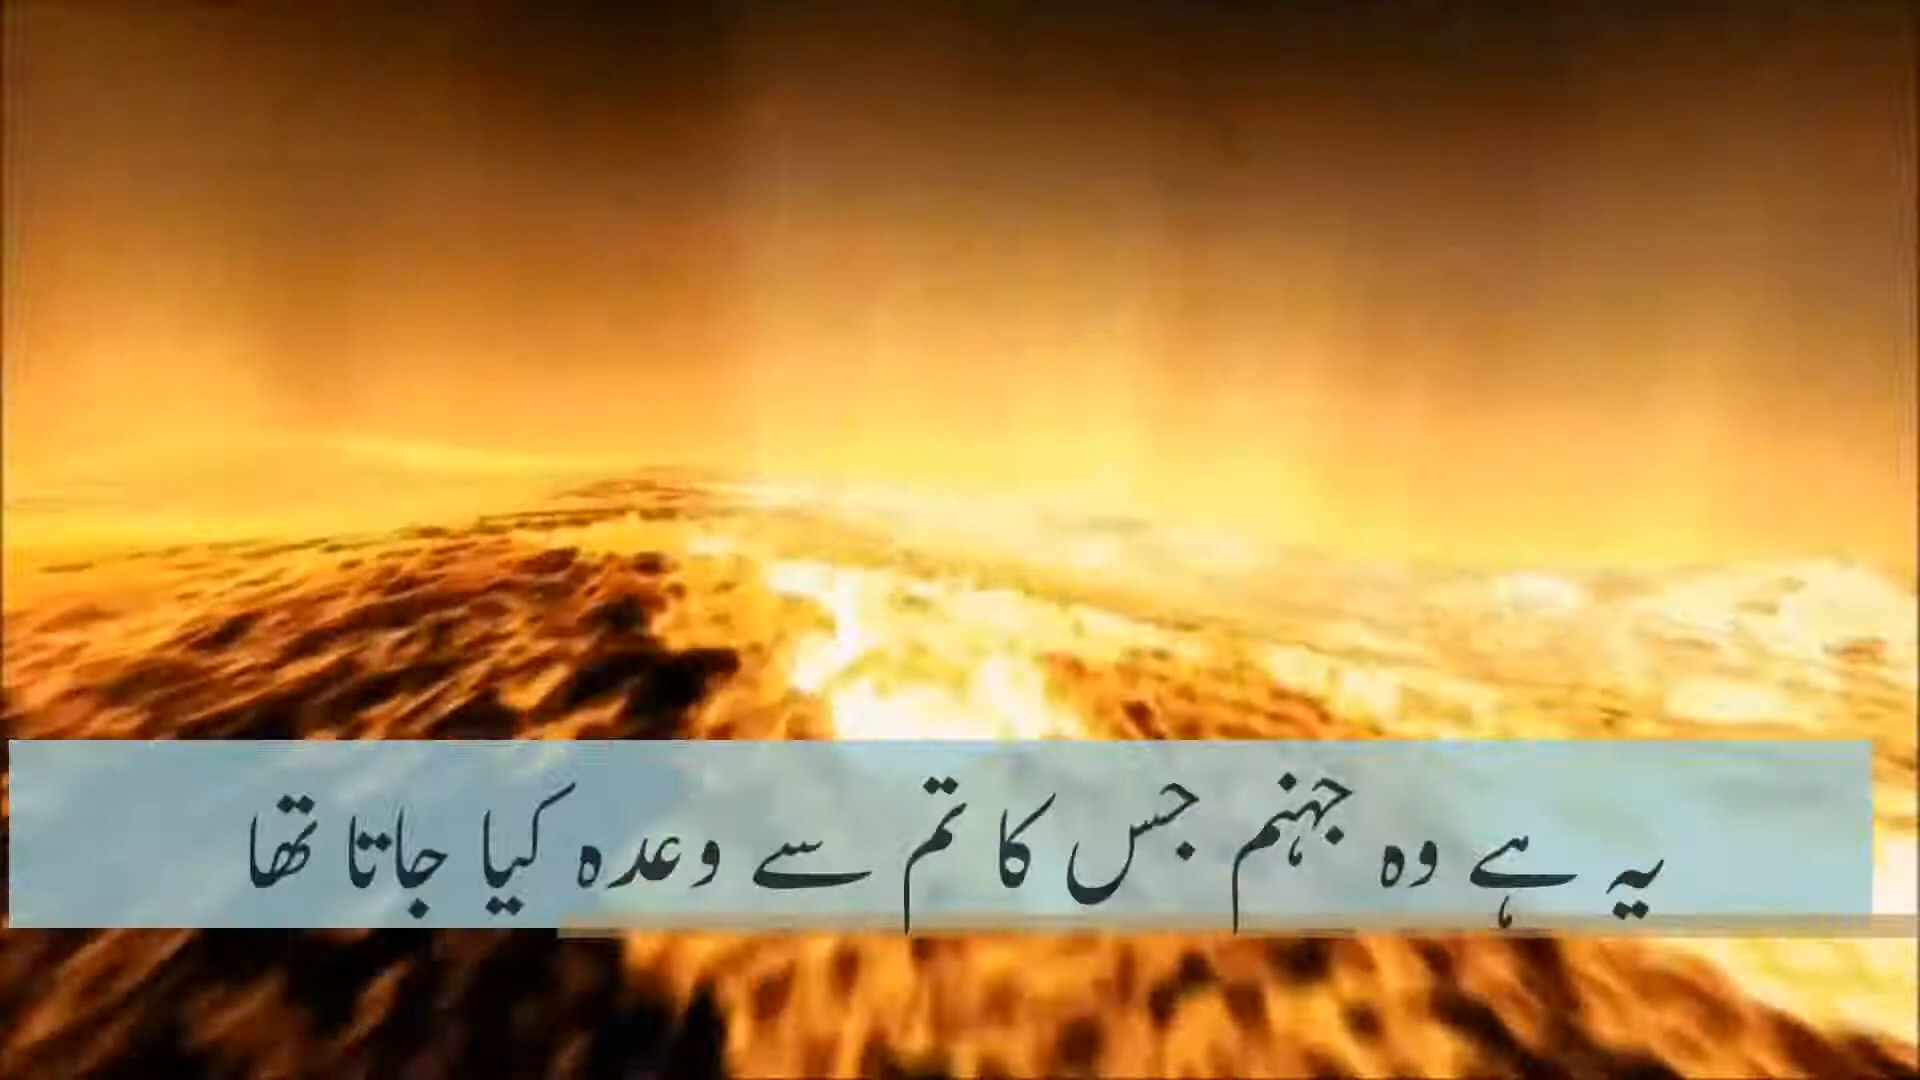 یہ ہے وہ جہنم جس کا تم سے وعدہ کیا جاتا تھا